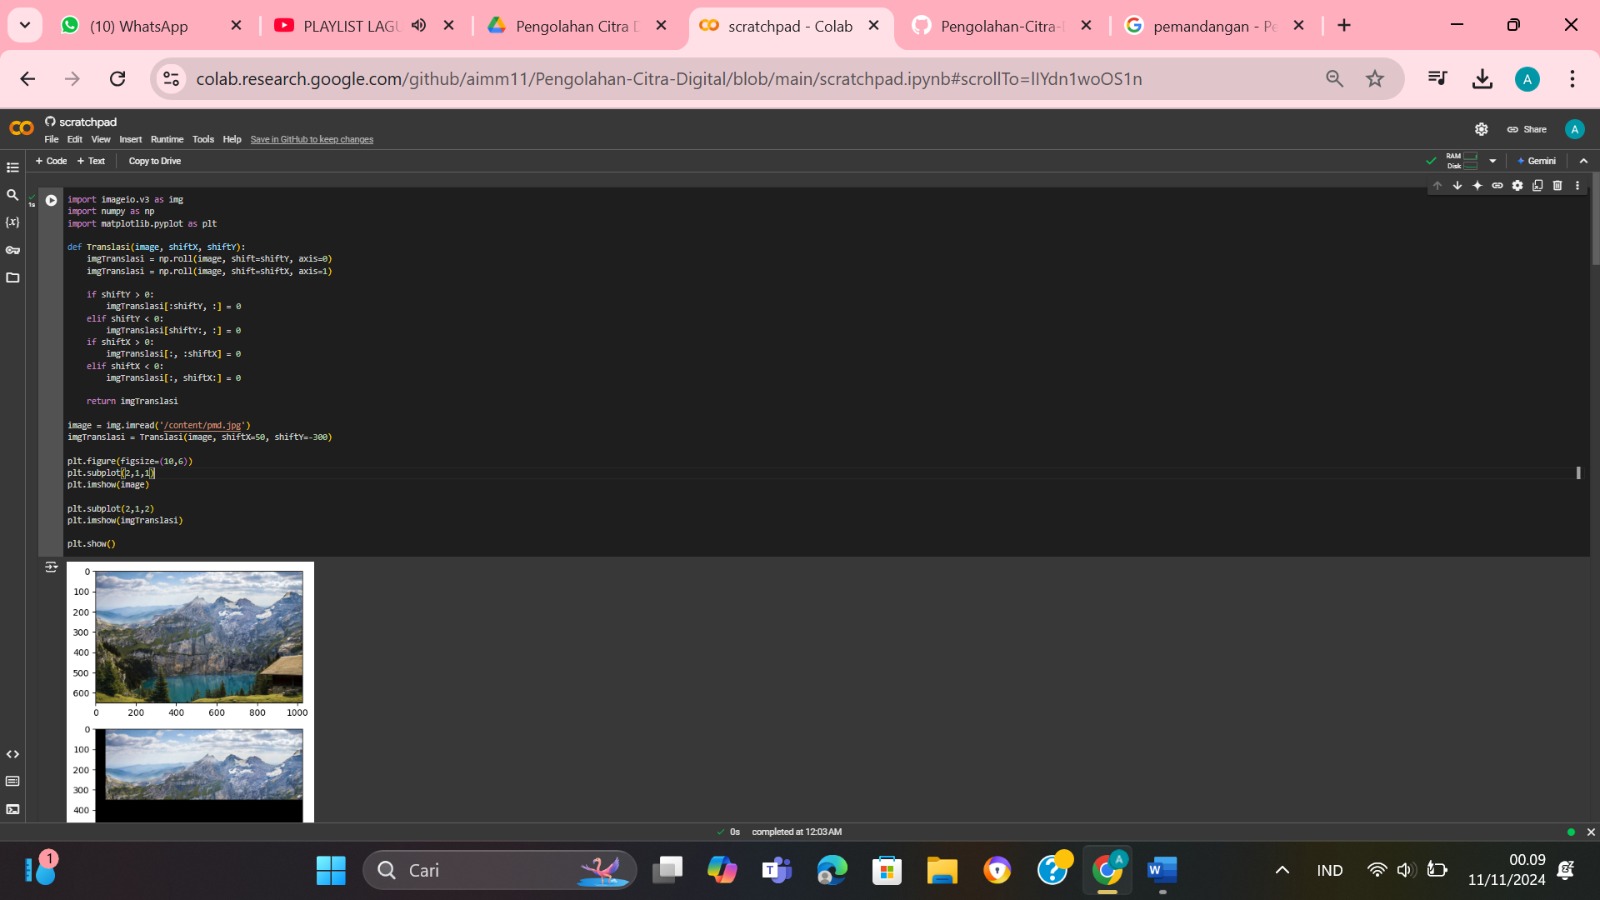 (10) WhatsApp
PLAYLIST LAGU
Pengolahan Citra D
scratchpad - Colab
Pengolahan-Citra-
pemandangan - Pe
colab.research.google.com/github/aimm11/Pengolahan-Citra-Digital/blob/main/scratchpad.ipynb#scrollTo=lIYdn1woOS1n
A
scratchpad
File Edit View Insert Runtime Tools Help Save in GitHub to keep changes
Share
A
+ Code + Text Copy to Drive
RAM
Disk
Gemini
1s
{x}
import imageio.v3 as img
import numpy as np
import matplotlib.pyplot as plt
def Translasi(image, shiftX, shiftY):
imgTranslasi = np.roll(image, shift=shiftY, axis=0)
imgTranslasi = np.roll(image, shift=shiftX, axis=1)
if shiftY > 0:
imgTranslasi[:shiftY, :] = 0
elif shiftY < 0:
imgTranslasi[shiftY:, :] = 0
if shiftX > 0:
imgTranslasi[:, :shiftX] = 0
elif shiftX < 0:
imgTranslasi[:, shiftX:] = 0
return imgTranslasi
image = img.imread('/content/pmd.jpg')
imgTranslasi = Translasi(image, shiftX=50, shiftY=-300)
plt.figure(figsize=(10,6))
plt.subplot(2,1,1)
plt.imshow(image)
plt.subplot(2,1,2)
plt.imshow(imgTranslasi)
plt.show()
0
100
200
300
400
500
600
0 200 400 600 800 1000
0
100
200
300
400
0s completed at 12:03 AM
1
Cari
A
IND
00.09
11/11/2024